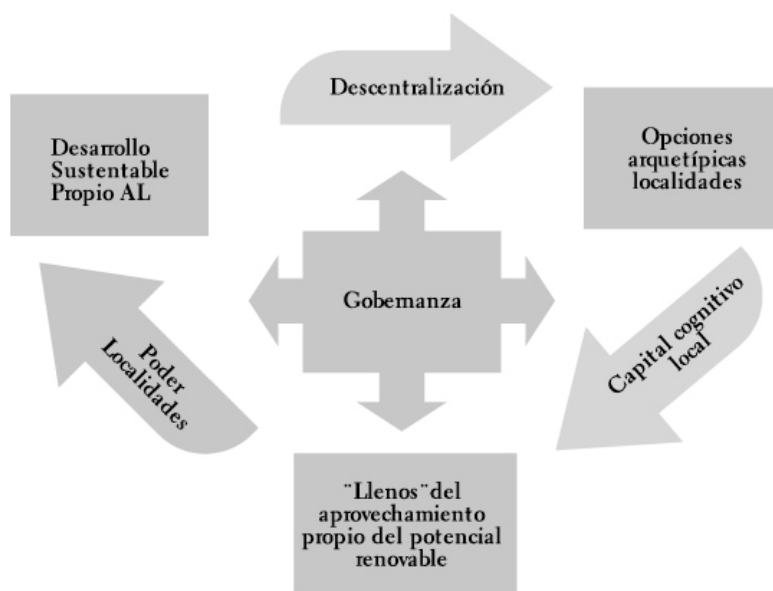 Descentralización
Desarrollo
Sustentable
Propio AL
Opciones
arquetípicas
localidades
Gobernanza
Capital cognitivo
local
Poder
Localidades
¨Llenos¨ del
aprovechamiento
propio del potencial
renovable